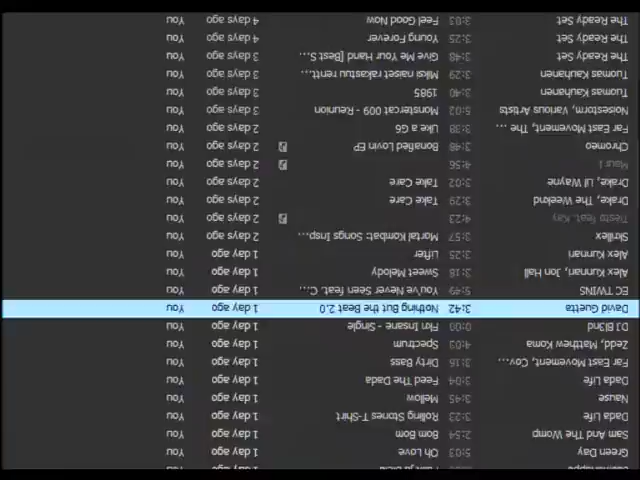 Green Day 5:03 Oh Love 1 day ago You
Sam And The Womp 2:54 Bom Bom 1 day ago You
Dada Life 3:23 Rolling Stones T-Shirt 1 day ago You
Nause 3:45 Mellow 1 day ago You
Dada Life 3:04 Feed The Dada 1 day ago You
Far East Movement, Cov... 3:16 Dirty Bass 1 day ago You
Zedd, Matthew Koma 4:03 Spectrum 1 day ago You
DJ Bl3nd 0:00 Flin Insane - Single 1 day ago You
David Guetta 3:42 Nothing But the Beat 2.0 1 day ago You
EC TWINS 5:49 You've Never Seen feat. C... 1 day ago You
Alex Kunnari, Jon Hall 3:18 Sweet Melody 1 day ago You
Alex Kunnari 3:25 Lifter 1 day ago You
Skrillex 3:57 Mortal Kombat: Songs Insp... 2 days ago You
Tiësto feat. Kay 4:23 2 days ago You
Drake, The Weeknd 3:29 Take Care 2 days ago You
Drake, Lil Wayne 3:02 Take Care 2 days ago You
4:56 2 days ago You
Chromeo 3:48 Bonafied Lovin EP 2 days ago You
Far East Movement, The ... 3:38 Like a G6 2 days ago You
Noisestorm, Various Artists 5:02 Monstercat 009 - Reunion 3 days ago You
Tuomas Kauhanen 3:40 1985 3 days ago You
Tuomas Kauhanen 3:29 Miksi naiset rakastuu rentt... 3 days ago You
The Ready Set 3:48 Give Me Your Hand [Best S... 3 days ago You
The Ready Set 3:25 Young Forever 4 days ago You
The Ready Set 3:03 Feel Good Now 4 days ago You